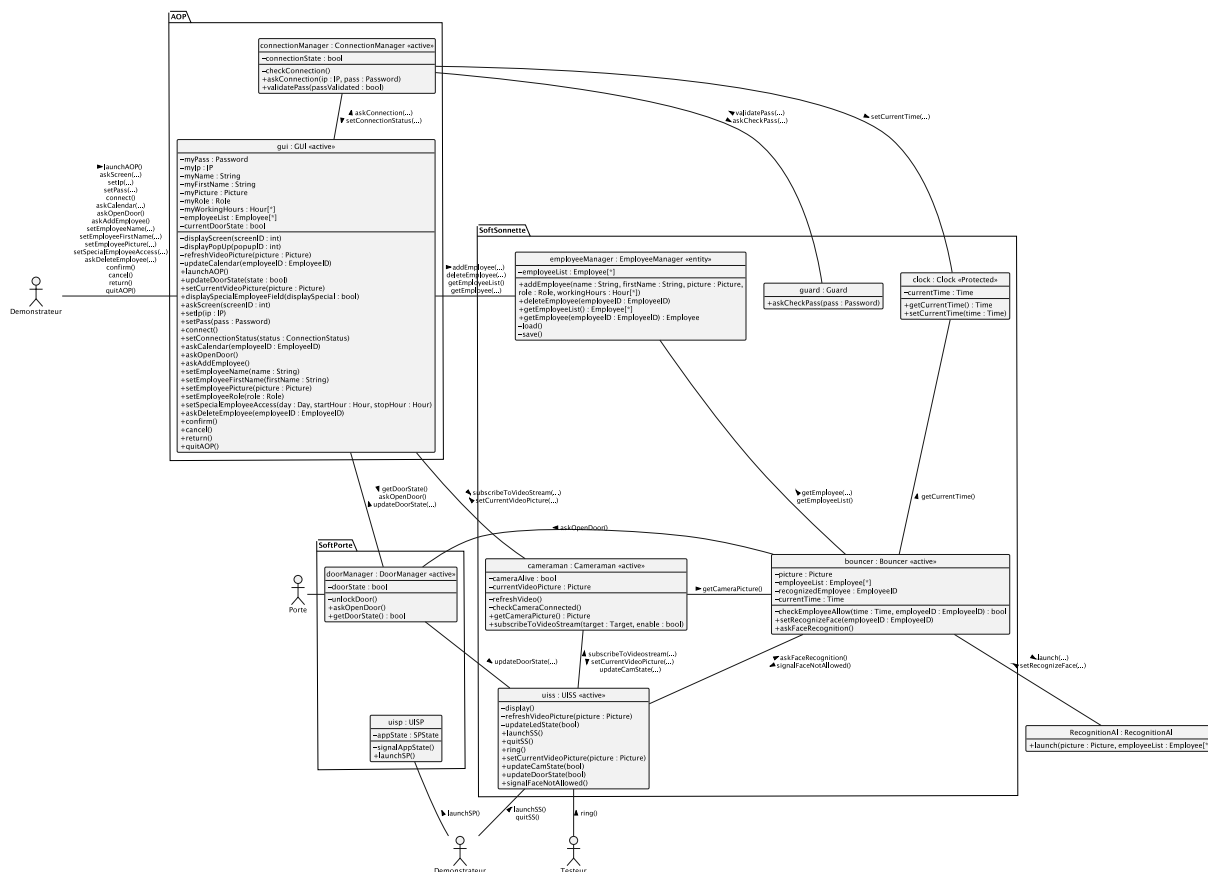 AOP
connectionManager : ConnectionManager «active»
−connectionState : bool
−checkConnection()
+askConnection(ip : IP, pass : Password)
+validatePass(passValidated : bool)
askConnection(...)
setConnectionStatus(...)
validatePass(...)
askCheckPass(...)
setCurrentTime(...)
gui : GUI «active»
−myPass : Password
−myIp : IP
−myName : String
−myFirstName : String
−myPicture : Picture
−myRole : Role
−myWorkingHours : Hour[*]
−employeeList : Employee[*]
−currentDoorState : bool
−displayScreen(screenID : int)
−displayPopUp(popupID : int)
−refreshVideoPicture(picture : Picture)
−updateCalendar(employeeID : EmployeeID)
+launchAOP()
+updateDoorState(state : bool)
+setCurrentVideoPicture(picture : Picture)
+displaySpecialEmployeeField(displaySpecial : bool)
+askScreen(screenID : int)
+setIp(ip : IP)
+setPass(pass : Password)
+connect()
+setConnectionStatus(status : ConnectionStatus)
+askCalendar(employeeID : EmployeeID)
+askOpenDoor()
+askAddEmployee()
+setEmployeeName(name : String)
+setEmployeeFirstName(firstName : String)
+setEmployeePicture(picture : Picture)
+setEmployeeRole(role : Role)
+setSpecialEmployeeAccess(day : Day, startHour : Hour, stopHour : Hour)
+askDeleteEmployee(employeeID : EmployeeID)
+confirm()
+cancel()
+return()
+quitAOP()
launchAOP()
askScreen(...)
setIp(...)
setPass(...)
connect()
askCalendar(...)
askOpenDoor()
askAddEmployee()
setEmployeeName(...)
setEmployeeFirstName(...)
setEmployeePicture(...)
setSpecialEmployeeAccess(...)
askDeleteEmployee(...)
confirm()
cancel()
return()
quitAOP()
Demonstrateur
addEmployee(...)
deleteEmployee(...)
getEmployeeList()
getEmployee(...)
SoftSonnette
employeeManager : EmployeeManager «entity»
−employeeList : Employee[*]
+addEmployee(name : String, firstName : String, picture : Picture,
role : Role, workingHours : Hour[*])
+deleteEmployee(employeeID : EmployeeID)
+getEmployeeList() : Employee[*]
+getEmployee(employeeID : EmployeeID) : Employee
−load()
−save()
guard : Guard
+askCheckPass(pass : Password)
clock : Clock «Protected»
−currentTime : Time
+getCurrentTime() : Time
+setCurrentTime(time : Time)
getDoorState()
askOpenDoor()
updateDoorState(...)
subscribeToVideoStream(...)
setCurrentVideoPicture(...)
getEmployee(...)
getEmployeeList()
getCurrentTime()
askOpenDoor()
SoftPorte
doorManager : DoorManager «active»
−doorState : bool
−unlockDoor()
+askOpenDoor()
+getDoorState() : bool
Porte
cameraman : Cameraman «active»
−cameraAlive : bool
−currentVideoPicture : Picture
−refreshVideo()
−checkCameraConnected()
+getCameraPicture() : Picture
+subscribeToVideoStream(target : Target, enable : bool)
getCameraPicture()
bouncer : Bouncer «active»
−picture : Picture
−employeeList : Employee[*]
−recognizedEmployee : EmployeeID
−currentTime : Time
−checkEmployeeAllow(time : Time, employeeID : EmployeeID) : bool
+setRecognizeFace(employeeID : EmployeeID)
+askFaceRecognition()
updateDoorState(...)
subscribeToVideostream(...)
setCurrentVideoPicture(...)
updateCamState(...)
askFaceRecognition()
signalFaceNotAllowed()
launch(...)
setRecognizeFace(...)
uiss : UISS «active»
−display()
−refreshVideoPicture(picture : Picture)
−updateLedState(bool)
+launchSS()
+quitSS()
+ring()
+setCurrentVideoPicture(picture : Picture)
+updateCamState(bool)
+updateDoorState(bool)
+signalFaceNotAllowed()
uisp : UISP
−appState : SPState
−signalAppState()
+launchSP()
RecognitionAI : RecognitionAI
+launch(picture : Picture, employeeList : Employee[*
launchSP()
launchSS()
quitSS()
ring()
Demonstrateur
Testeur